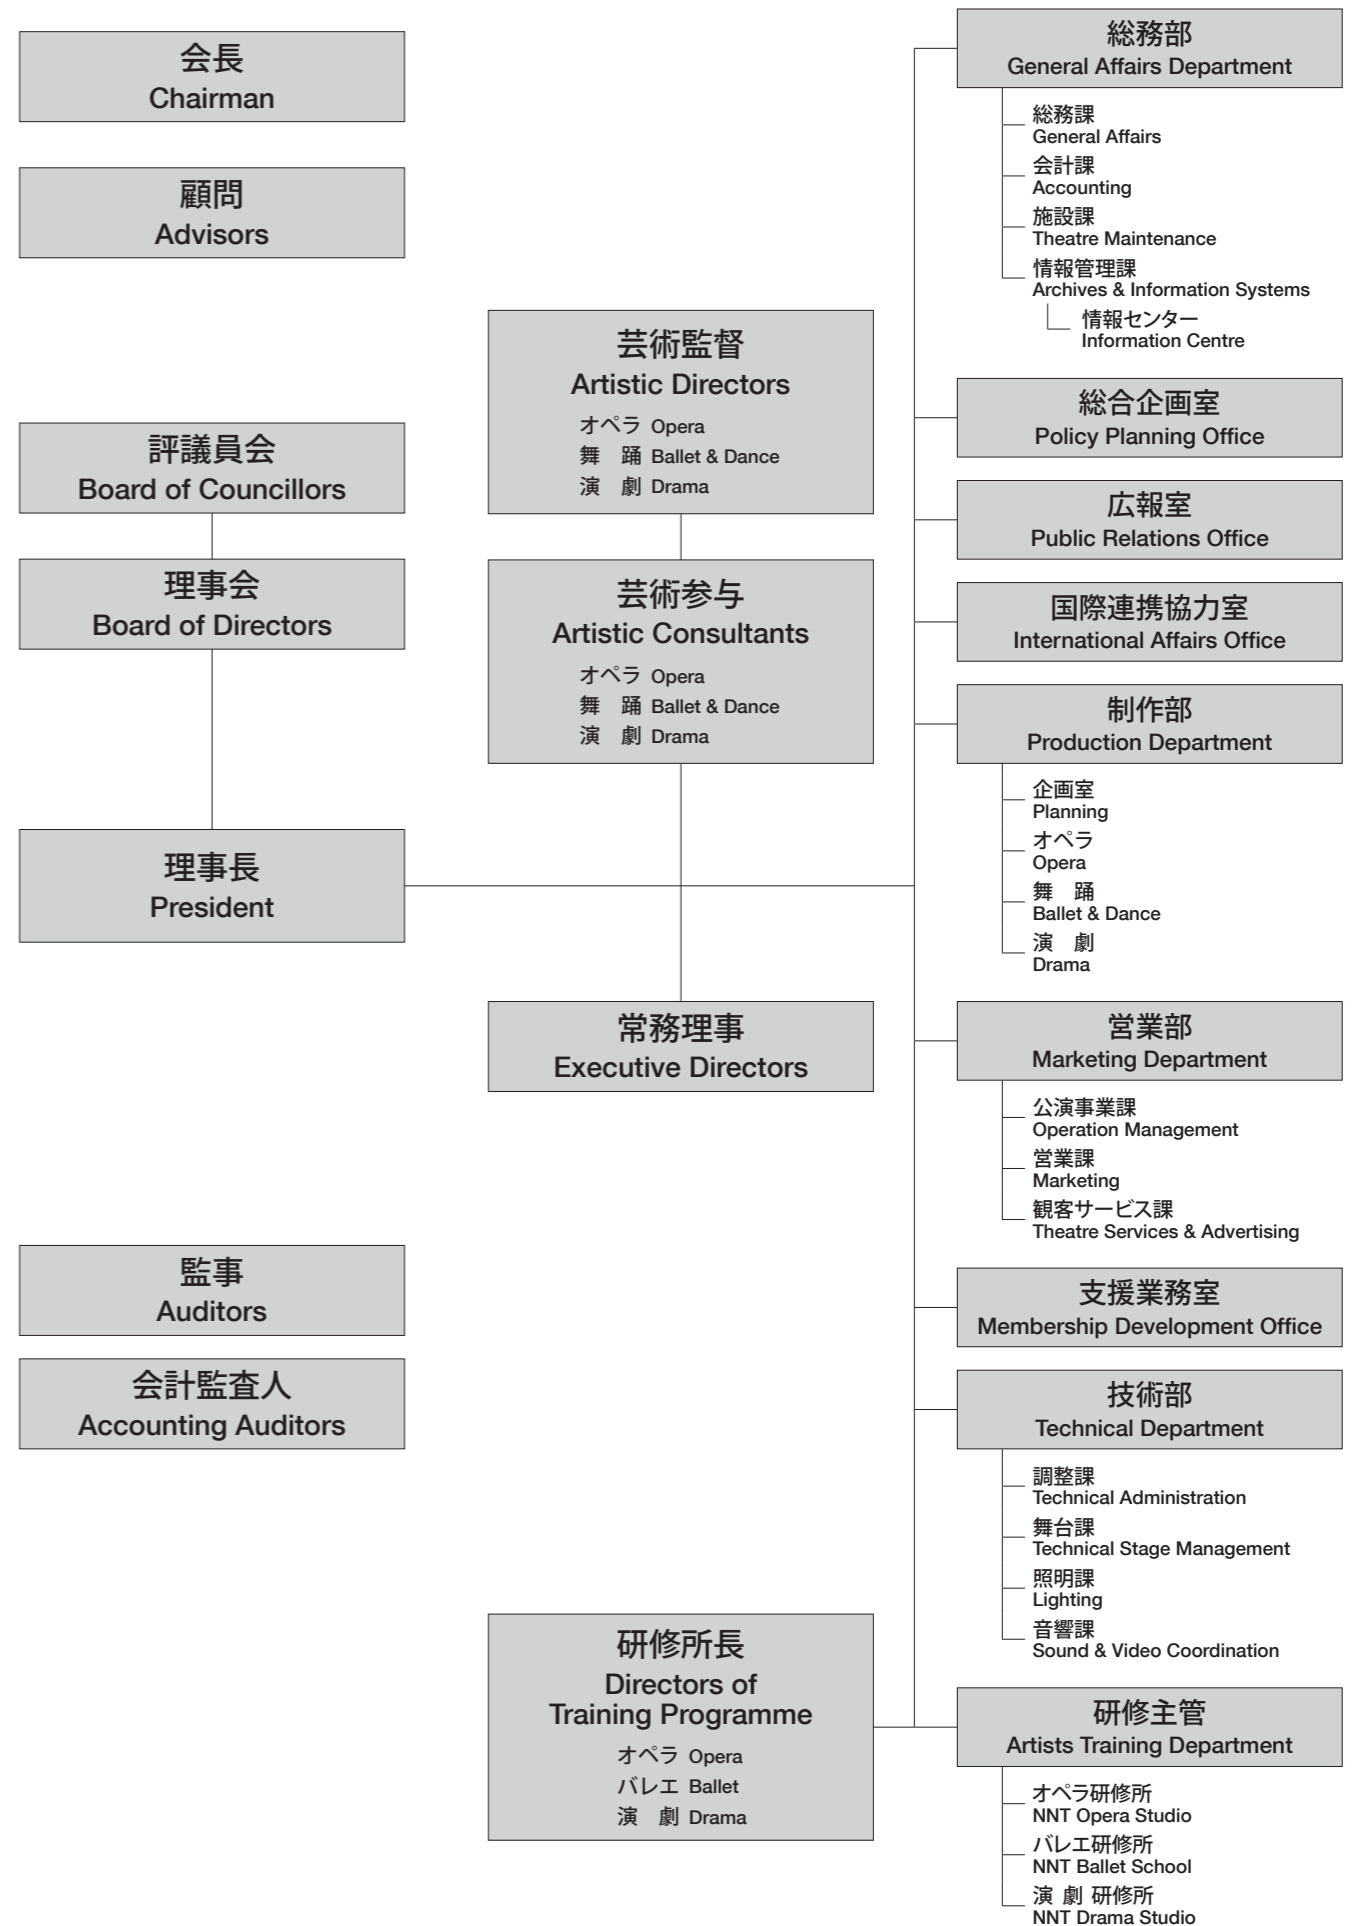 会長
Chairman
顧問
Advisors
評議員会
Board of Councillors
理事会
Board of Directors
理事長
President
監事
Auditors
会計監査人
Accounting Auditors
芸術監督
Artistic Directors
オペラ Opera
舞 踊 Ballet & Dance
演 劇 Drama
芸術参与
Artistic Consultants
オペラ Opera
舞 踊 Ballet & Dance
演 劇 Drama
常務理事
Executive Directors
研修所長
Directors of
Training Programme
オペラ Opera
バレエ Ballet
演 劇 Drama
総務部
General Affairs Department
総務課
General Affairs
会計課
Accounting
施設課
Theatre Maintenance
情報管理課
Archives & Information Systems
情報センター
Information Centre
総合企画室
Policy Planning Office
広報室
Public Relations Office
国際連携協力室
International Affairs Office
制作部
Production Department
企画室
Planning
オペラ
Opera
舞 踊
Ballet & Dance
演 劇
Drama
営業部
Marketing Department
公演事業課
Operation Management
営業課
Marketing
観客サービス課
Theatre Services & Advertising
支援業務室
Membership Development Office
技術部
Technical Department
調整課
Technical Administration
舞台課
Technical Stage Management
照明課
Lighting
音響課
Sound & Video Coordination
研修主管
Artists Training Department
オペラ研修所
NNT Opera Studio
バレエ研修所
NNT Ballet School
演 劇 研修所
NNT Drama Studio